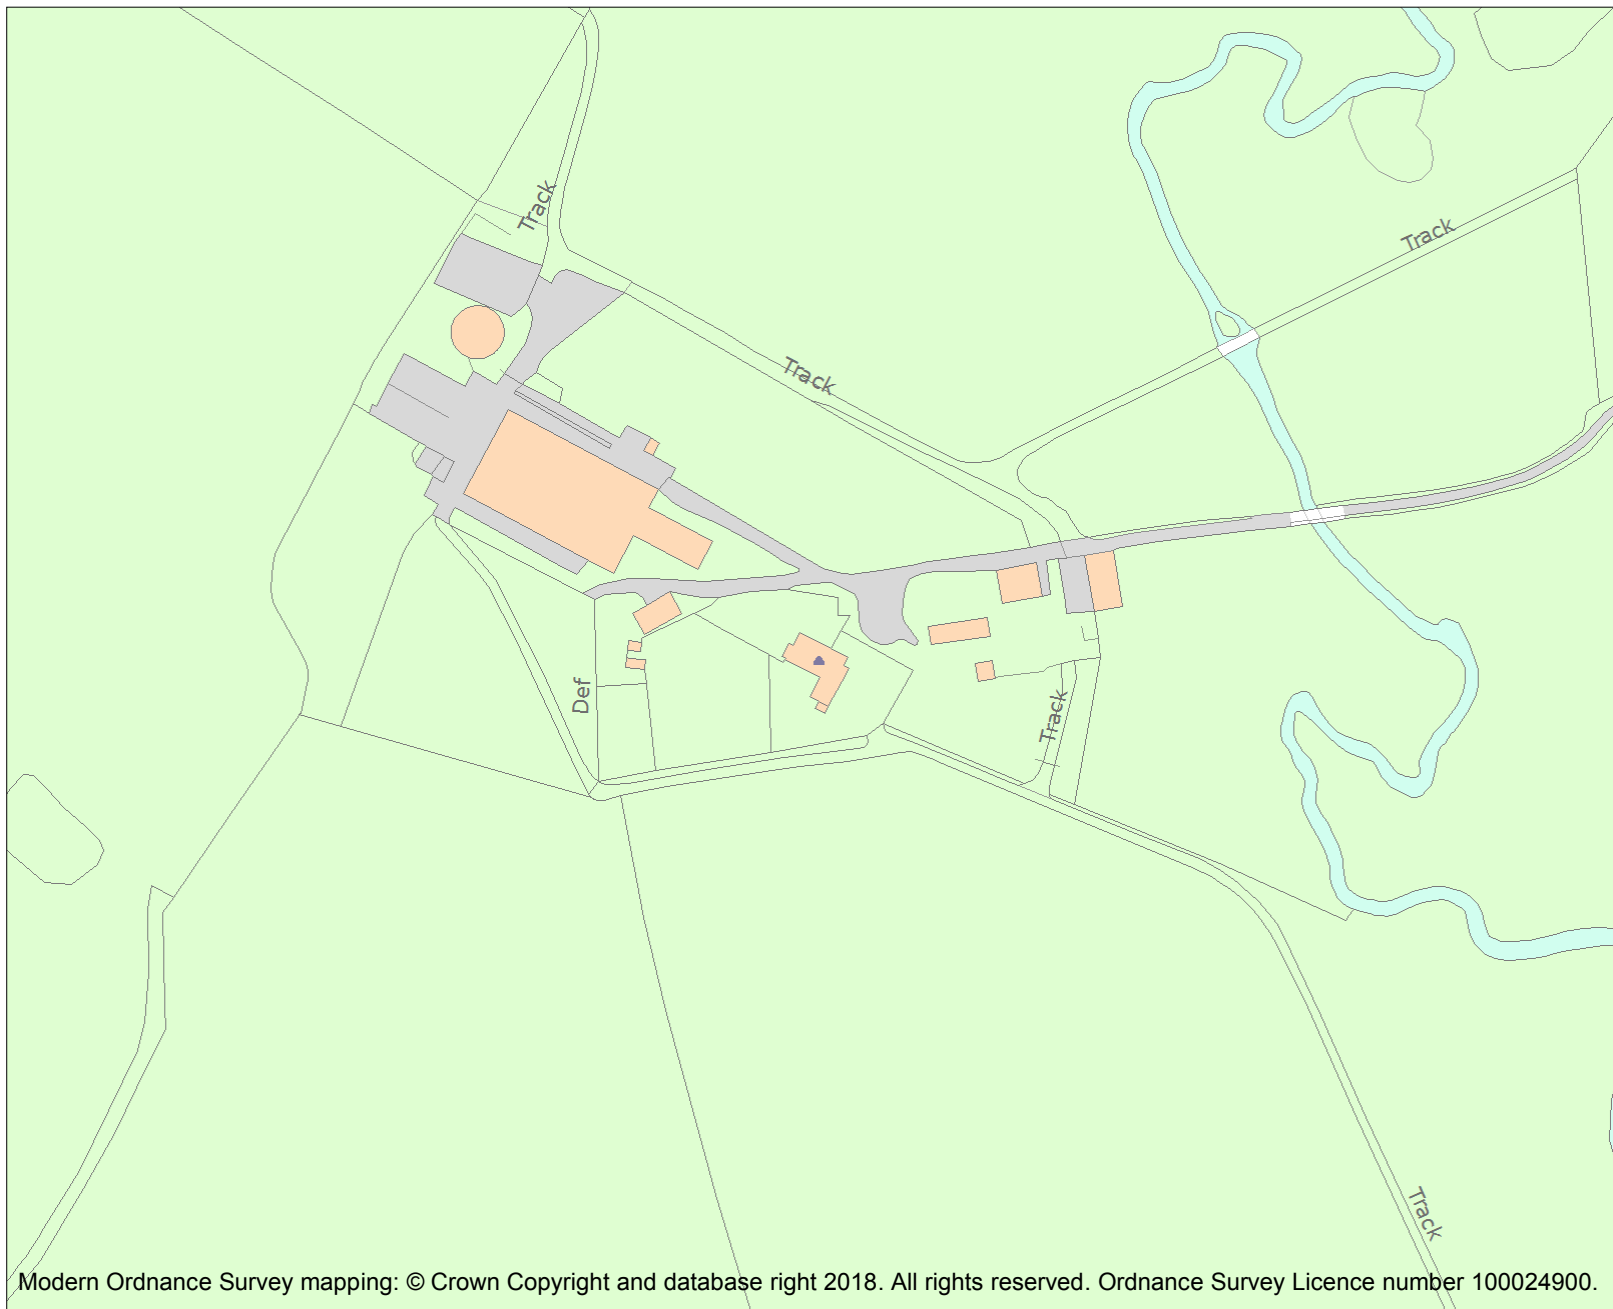 Track
Track
Track
Def
Track
Track
Modern Ordnance Survey mapping: © Crown Copyright and database right 2018. All rights reserved. Ordnance Survey Licence number 100024900.